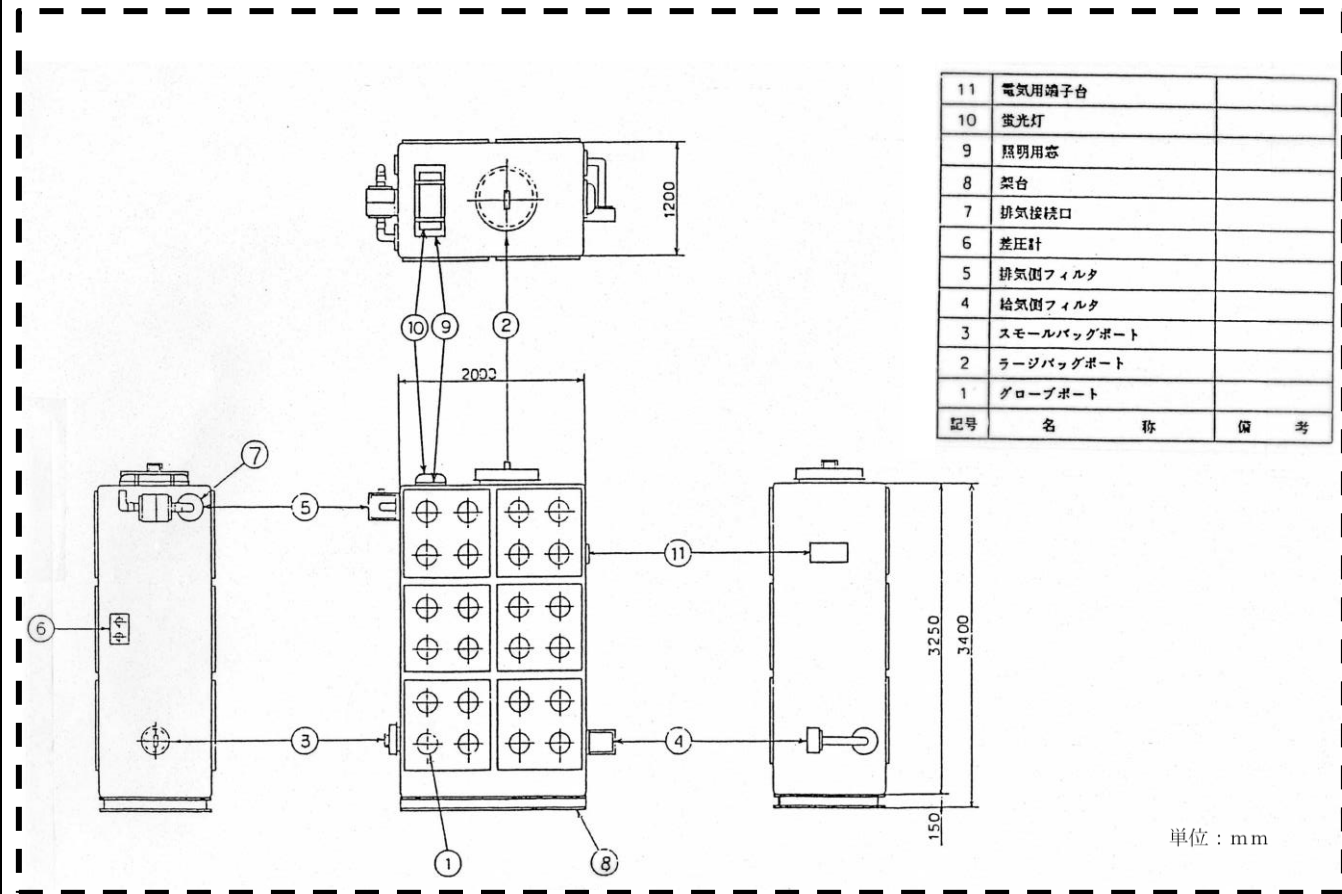 11 電気用端子台
10 蛍光灯
9 照明用窓
8 架台
7 排気接続口
6 差圧計
5 排気側フィルタ
4 給気側フィルタ
3 スモールバッグポート
2 ラージバッグポート
1 グローブポート
記号 名 称 備 考
1200
10 9 2
2000
7
5
11
6
3250
3400
3
4
150
単位：mm
1
8